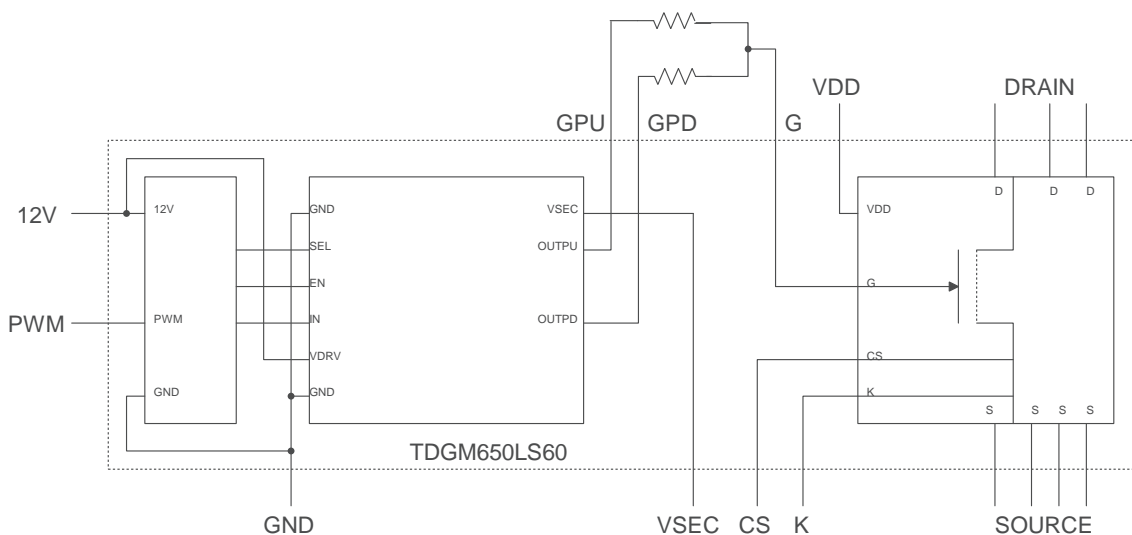 VDD
DRAIN
GPU
GPD
G
D
D
D
12V
12V
GND
VSEC
VDD
SEL
OUTPU
EN
G
PWM
PWM
IN
OUTPD
VDRV
CS
GND
GND
K
S
S
S
S
TDGM650LS60
GND
VSEC
CS
K
SOURCE